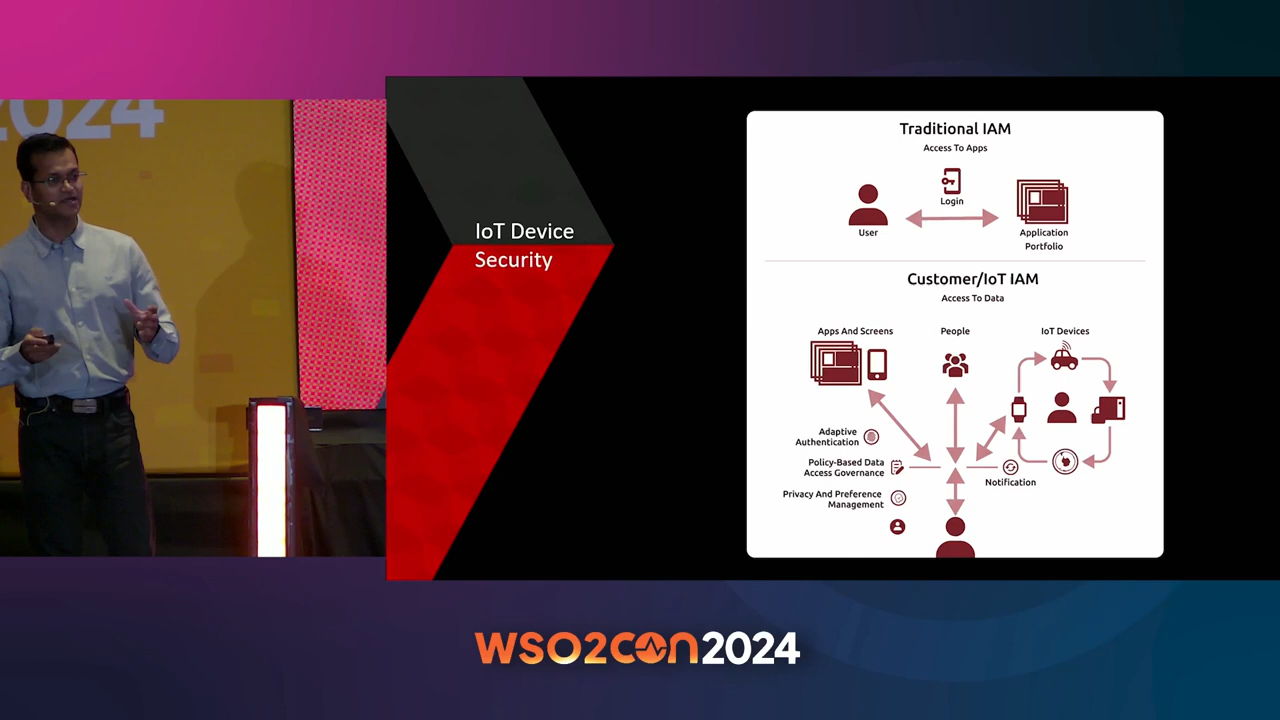 2024
IoT Device
Security
Traditional IAM
Access To Apps
Login
User
Application
Portfolio
Customer/IoT IAM
Access To Data
Apps And Screens
People
IoT Devices
Adaptive
Authentication
Policy-Based Data
Access Governance
Notification
Privacy And Preference
Management
WSO2CON2024